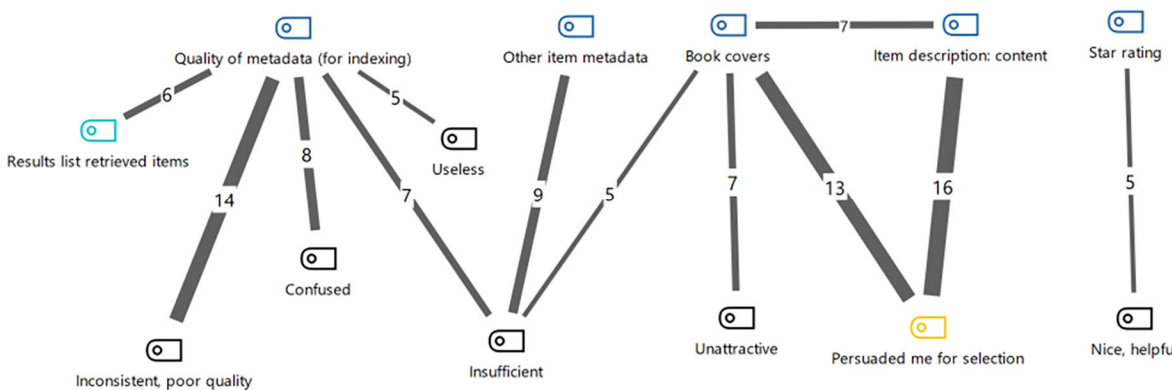 7
Quality of metadata (for indexing)
Other item metadata
Book covers
Item description: content
Star rating
6
5
Results list retrieved items
Useless
14
8
7
9
5
7
13
16
5
Confused
Inconsistent, poor quality
Insufficient
Unattractive
Persuaded me for selection
Nice, helpfu